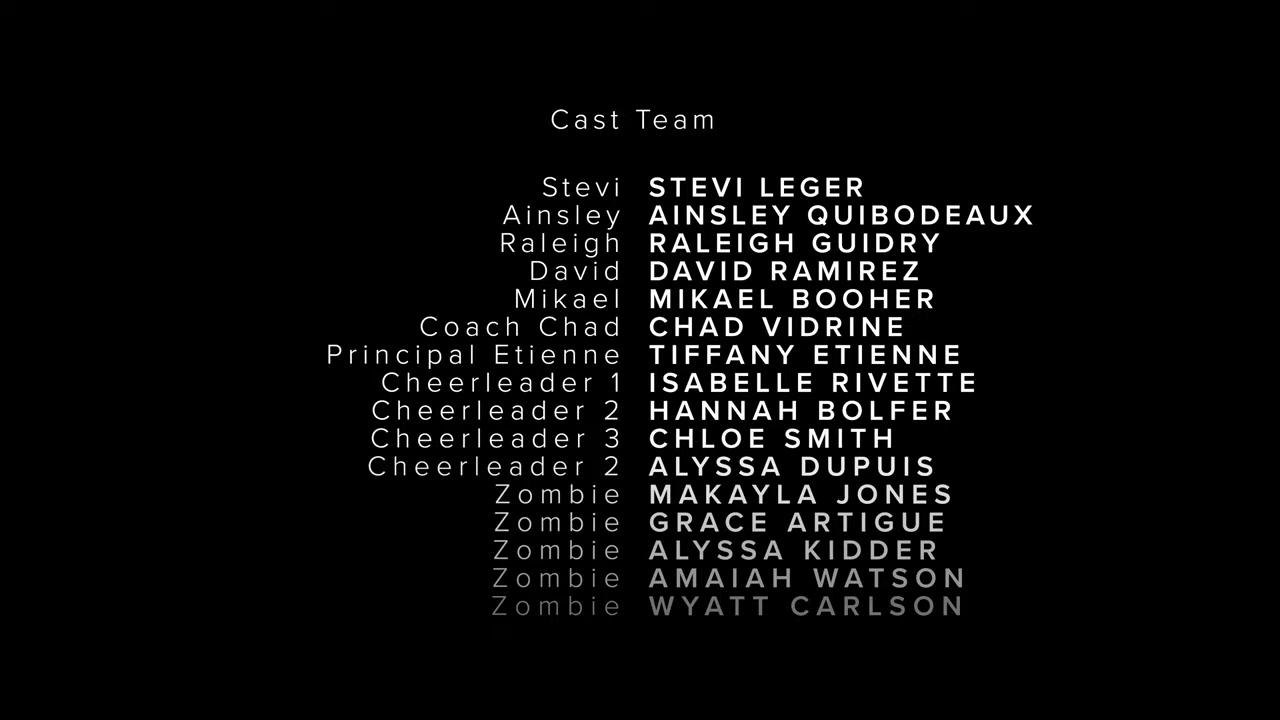 Cast Team
Stevi STEVI LEGER
Ainsley AINSLEY QUIBODEAUX
Raleigh RALEIGH GUIDRY
David DAVID RAMIREZ
Mikael MIKAEL BOOHER
Coach Chad CHAD VIDRINE
Principal Etienne TIFFANY ETIENNE
Cheerleader 1 ISABELLE RIVETTE
Cheerleader 2 HANNAH BOLFER
Cheerleader 3 CHLOE SMITH
Cheerleader 2 ALYSSA DUPUIS
Zombie MAKAYLA JONES
Zombie GRACE ARTIGUE
Zombie ALYSSA KIDDER
Zombie AMAIAH WATSON
Zombie WYATT CARLSON